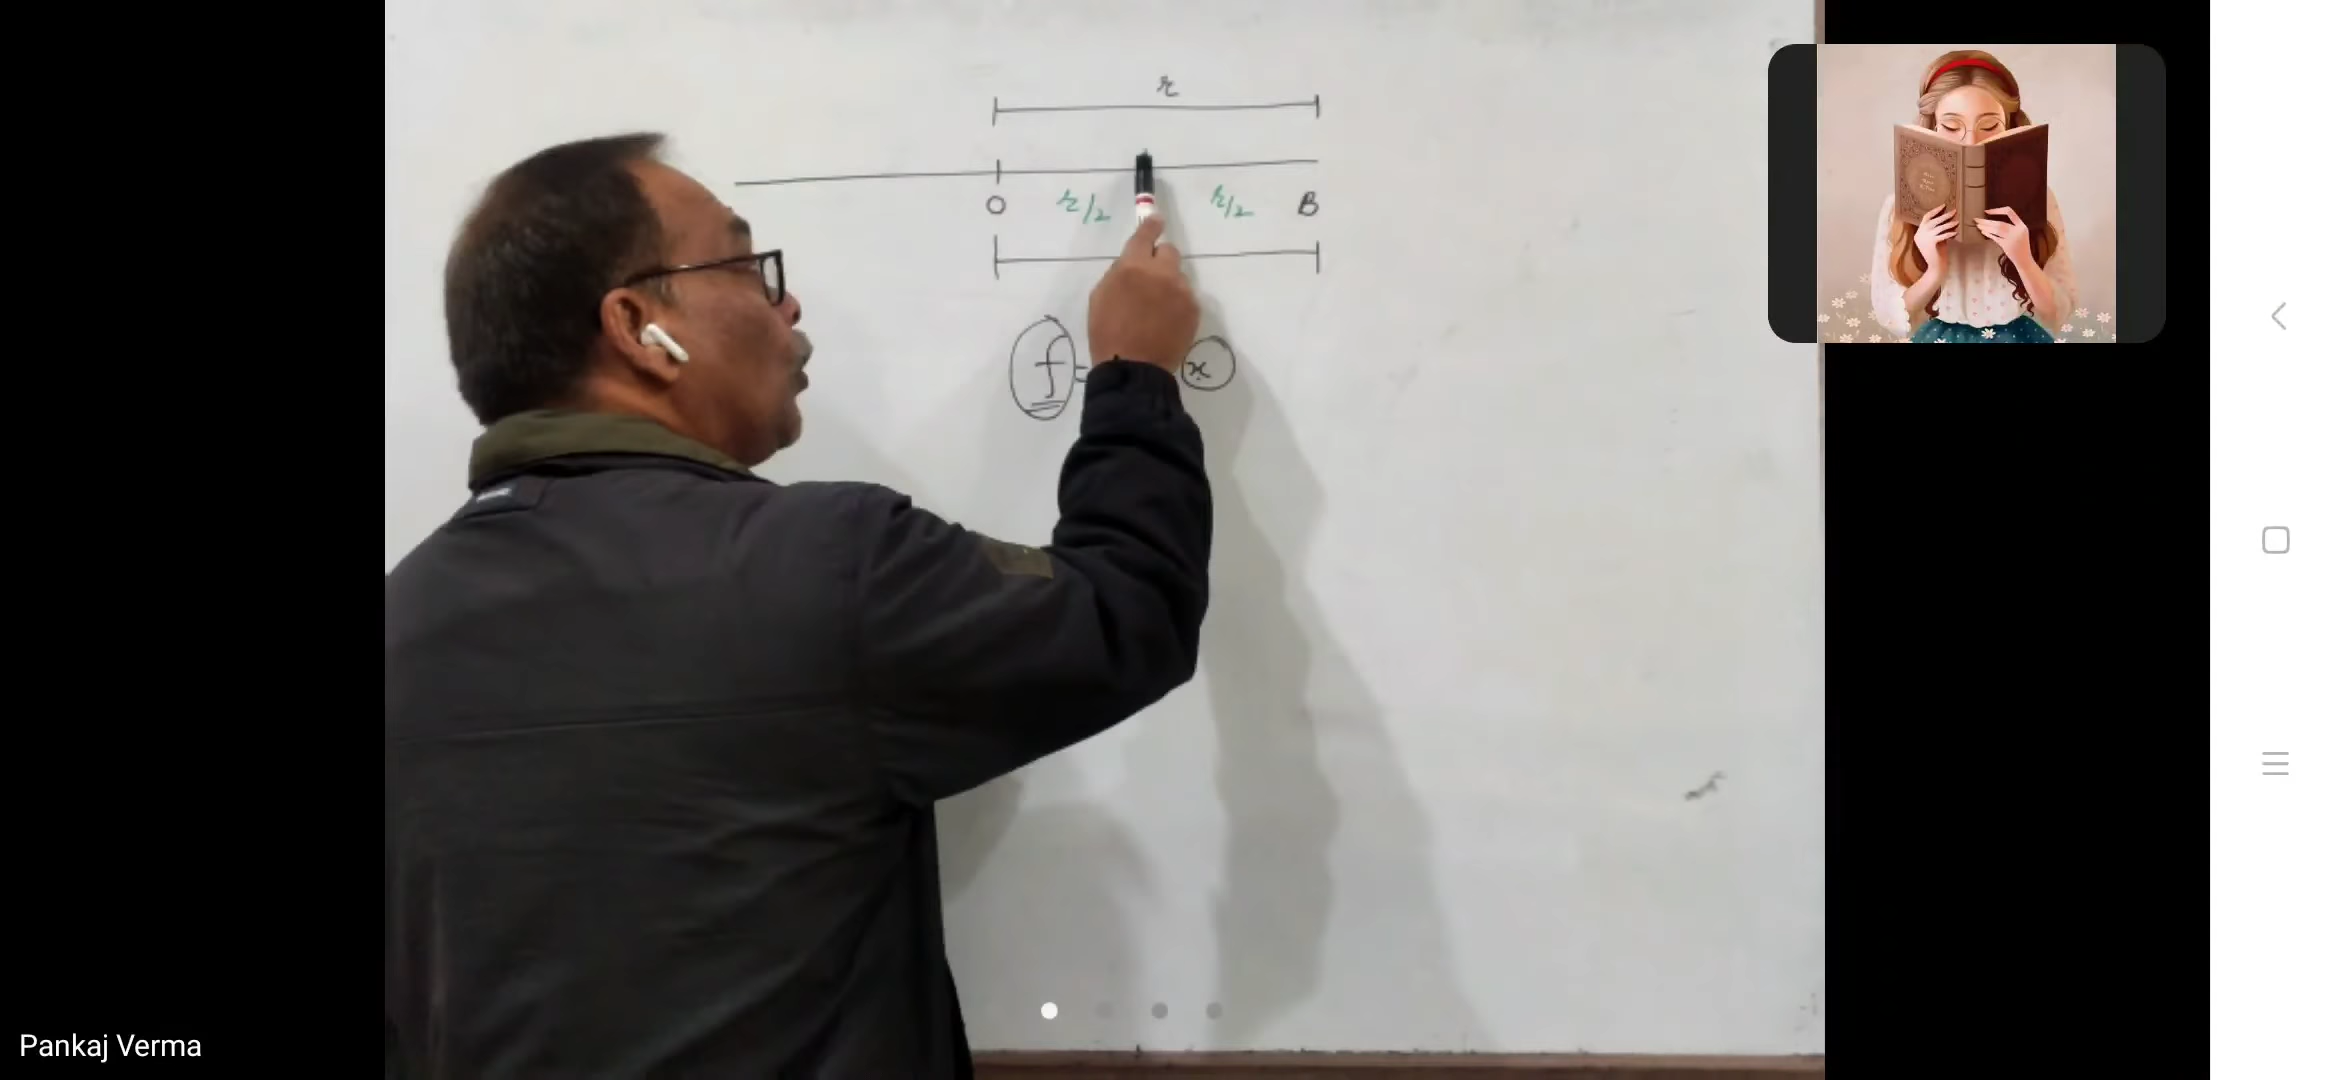 r
O r/2 r/2 B
f = x
Pankaj Verma